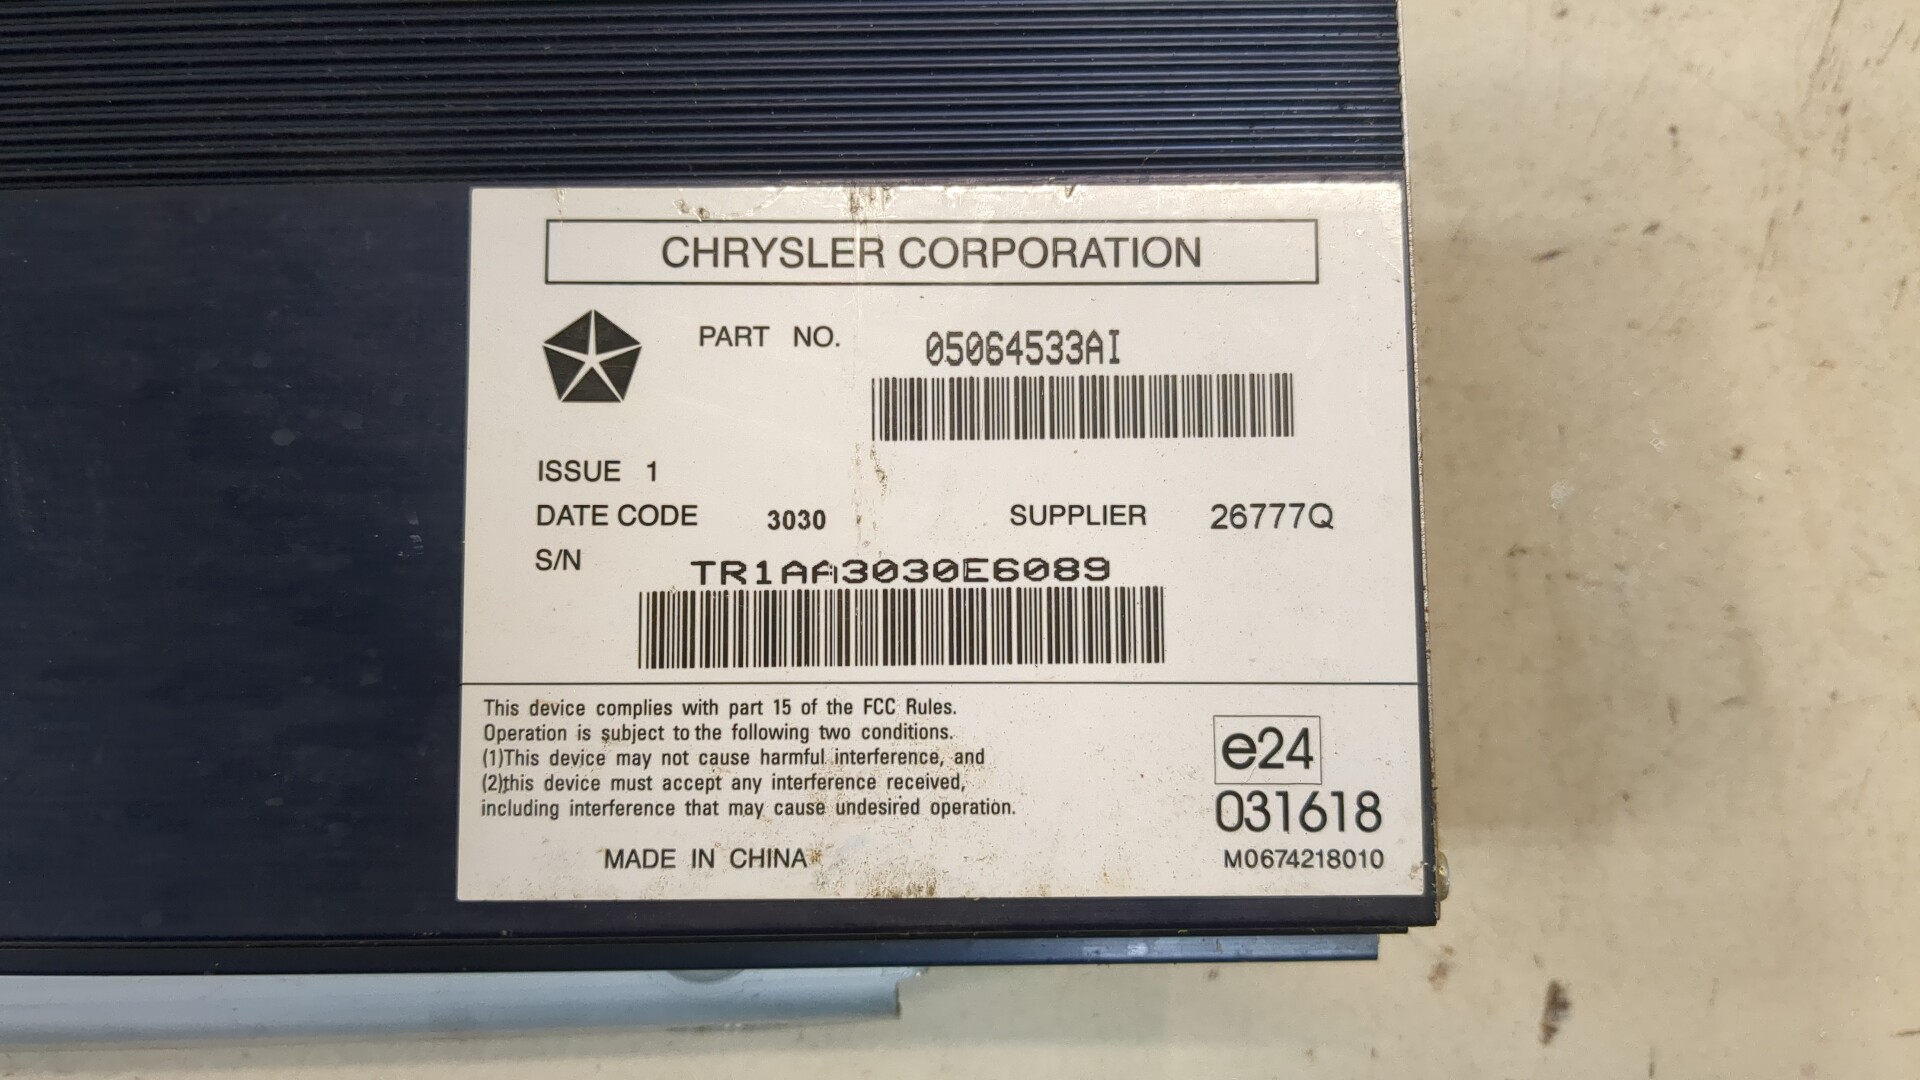 CHRYSLER CORPORATION
PART NO. 05064533AI
ISSUE 1
DATE CODE 3030 SUPPLIER 26777Q
S/N TR1AA3030E6089
This device complies with part 15 of the FCC Rules.
Operation is subject to the following two conditions.
(1)This device may not cause harmful interference, and
(2)this device must accept any interference received,
including interference that may cause undesired operation.
MADE IN CHINA
e24
031618
M0674218010